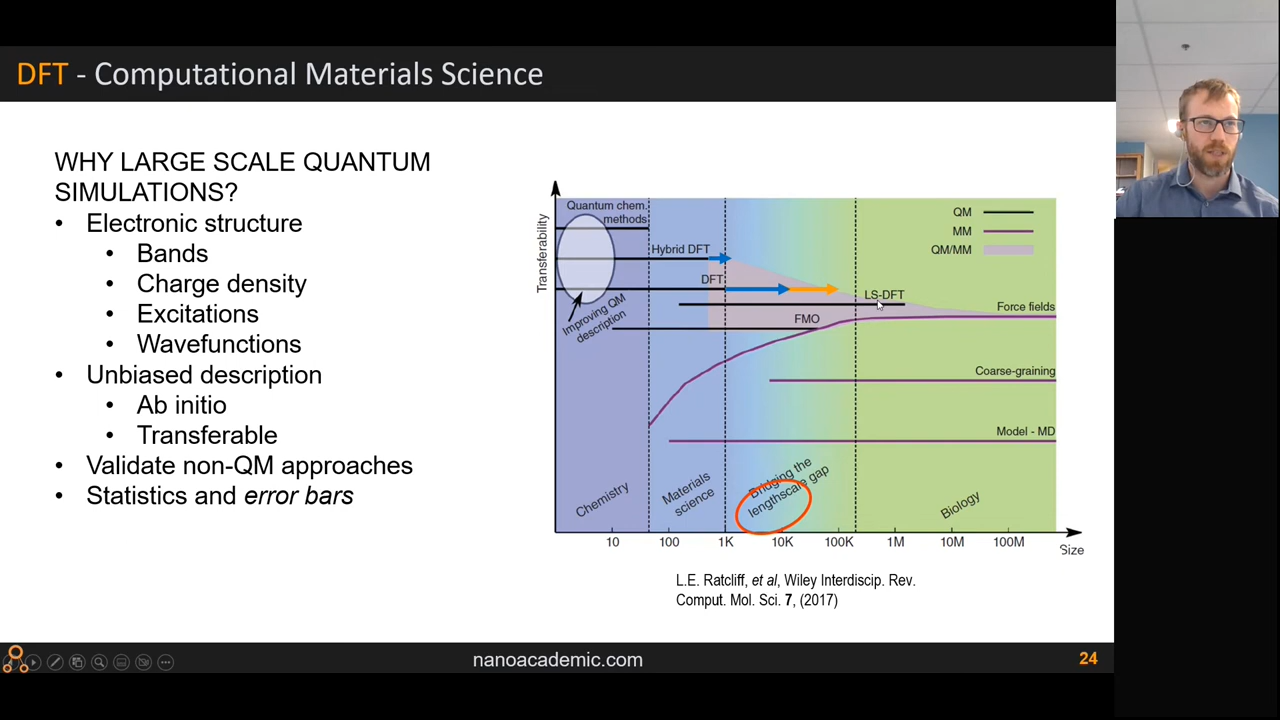 DFT - Computational Materials Science
WHY LARGE SCALE QUANTUM
SIMULATIONS?
• Electronic structure
• Bands
• Charge density
• Excitations
• Wavefunctions
• Unbiased description
• Ab initio
• Transferable
• Validate non-QM approaches
• Statistics and error bars
Transferability
Quantum chem.
methods
Hybrid DFT
DFT
Improving QM
description
LS-DFT
FMO
QM
MM
QM/MM
Force fields
Coarse-graining
Model - MD
Chemistry
Materials
science
Bridging the
lengthscale gap
Biology
10 100 1K 10K 100K 1M 10M 100M
Size
L.E. Ratcliff, et al, Wiley Interdiscip. Rev.
Comput. Mol. Sci. 7, (2017)
nanoacademic.com
24